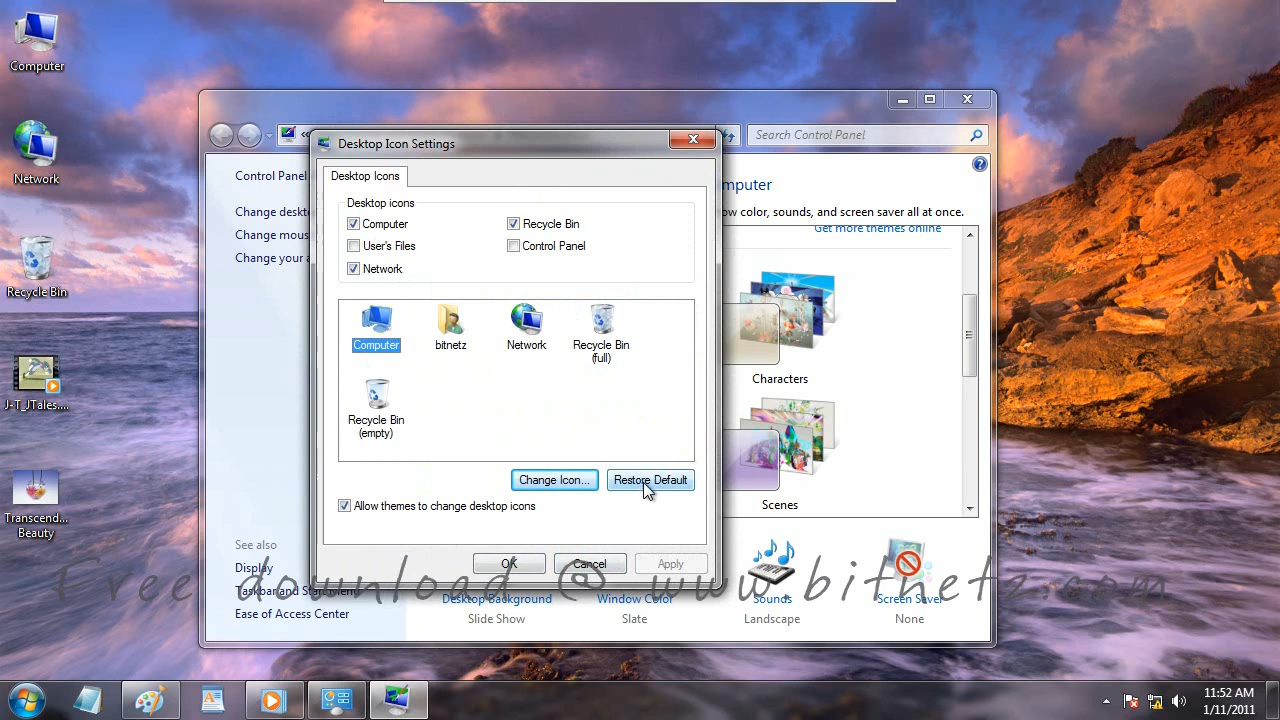 Computer
Network
Recycle Bin
J-T_JTales....
Transcend...
Beauty
Search Control Panel
Desktop Icon Settings
Control Panel
Change deskt
Change mous
Change your a
mputer
ow color, sounds, and screen saver all at once.
Get more themes online
Desktop Icons
Desktop icons
Computer
Recycle Bin
User's Files
Control Panel
Network
Computer
bitnetz
Network
Recycle Bin
(full)
Recycle Bin
(empty)
Change Icon...
Restore Default
Allow themes to change desktop icons
OK
Cancel
Apply
Characters
Scenes
See also
Display
Taskbar and Start Menu
Ease of Access Center
Desktop Background
Slide Show
Window Color
Slate
Sounds
Landscape
Screen Saver
None
Free download @ www.bitnetz.com
11:52 AM
1/11/2011